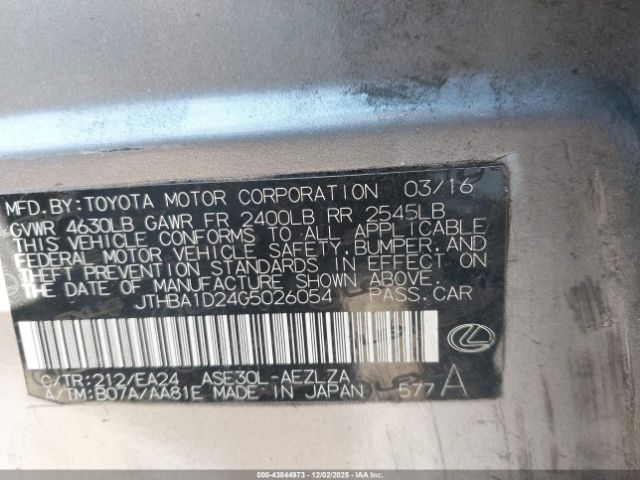 MFD.BY:TOYOTA MOTOR CORPORATION 03/16
GVWR 4630LB GAWR FR 2400LB RR 2545LB
THIS VEHICLE CONFORMS TO ALL APPLICABLE
FEDERAL MOTOR VEHICLE SAFETY,BUMPER,AND
THEFT PREVENTION STANDARDS IN EFFECT ON
THE DATE OF MANUFACTURE SHOWN ABOVE.
JTHBA1D24G5026054 PASS.CAR
C/TR:212/EA24 ASE30L-AEZLZA
A/TM:B07A/AA81E MADE IN JAPAN 577 A
000-43844973 | 12/02/2025 - IAA Inc. |